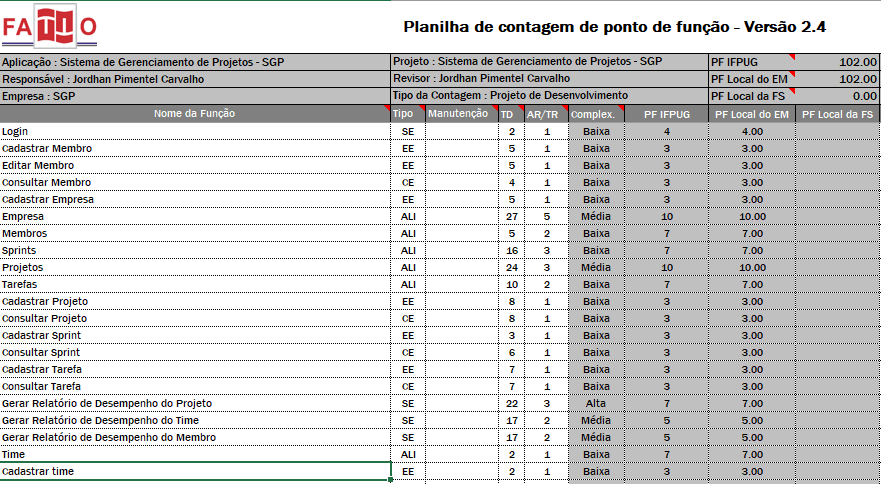 FATTO
Planilha de contagem de ponto de função - Versão 2.4
Aplicação : Sistema de Gerenciamento de Projetos - SGP Projeto : Sistema de Gerenciamento de Projetos - SGP PF IFPUG 102.00
Responsável : Jordhan Pimentel Carvalho Revisor : Jordhan Pimentel Carvalho PF Local do EM 102.00
Empresa : SGP Tipo da Contagem : Projeto de Desenvolvimento PF Local da FS 0.00
Nome da Função Tipo Manutenção TD AR/TR Complex. PF IFPUG PF Local do EM PF Local da FS
Login SE 2 1 Baixa 4 4.00
Cadastrar Membro EE 5 1 Baixa 3 3.00
Editar Membro EE 5 1 Baixa 3 3.00
Consultar Membro CE 4 1 Baixa 3 3.00
Cadastrar Empresa EE 5 1 Baixa 3 3.00
Empresa ALI 27 5 Média 10 10.00
Membros ALI 5 2 Baixa 7 7.00
Sprints ALI 16 3 Baixa 7 7.00
Projetos ALI 24 3 Média 10 10.00
Tarefas ALI 10 2 Baixa 7 7.00
Cadastrar Projeto EE 8 1 Baixa 3 3.00
Consultar Projeto CE 8 1 Baixa 3 3.00
Cadastrar Sprint EE 3 1 Baixa 3 3.00
Consultar Sprint CE 6 1 Baixa 3 3.00
Cadastrar Tarefa EE 7 1 Baixa 3 3.00
Consultar Tarefa CE 7 1 Baixa 3 3.00
Gerar Relatório de Desempenho do Projeto SE 22 3 Alta 7 7.00
Gerar Relatório de Desempenho do Time SE 17 2 Média 5 5.00
Gerar Relatório de Desempenho do Membro SE 17 2 Média 5 5.00
Time ALI 2 1 Baixa 7 7.00
Cadastrar time EE 2 1 Baixa 3 3.00